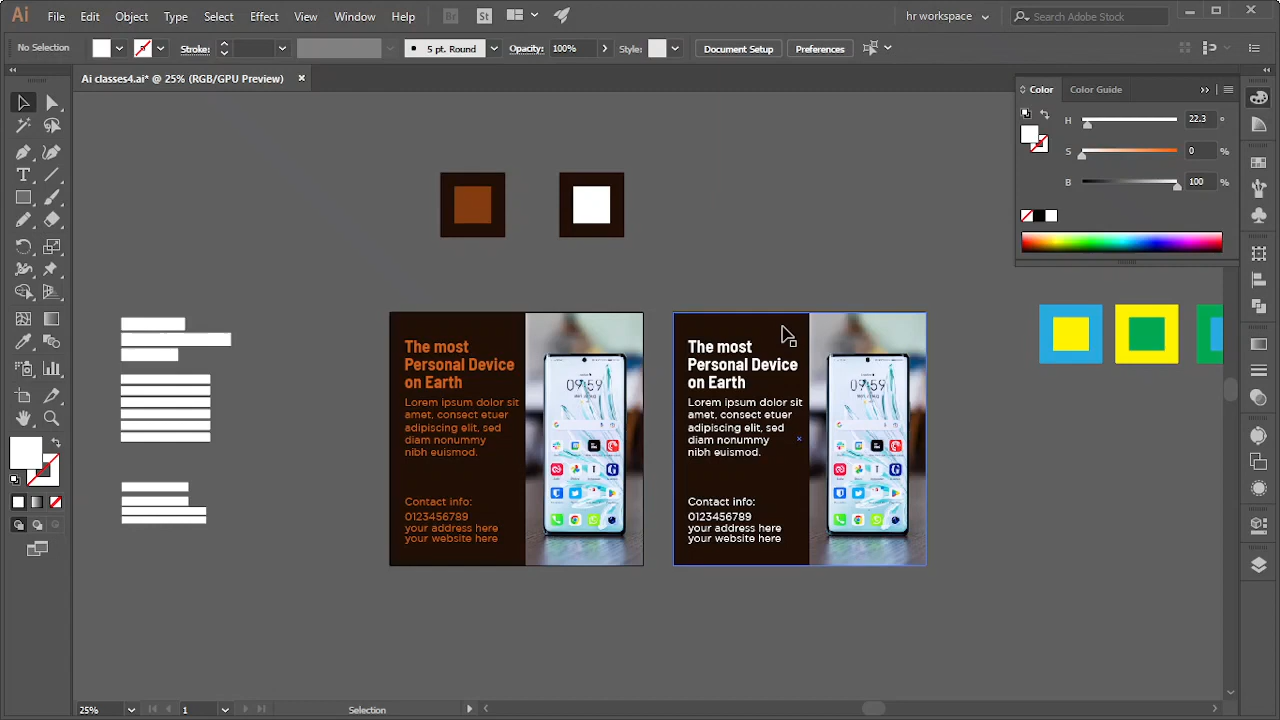 Ai File Edit Object Type Select Effect View Window Help Br St hr workspace Search Adobe Stock
No Selection Stroke: 5 pt. Round Opacity: 100% Style: Document Setup Preferences
Ai classes4.ai* @ 25% (RGB/GPU Preview)
Color Color Guide
H 22.3 °
S 0 %
B 100 %
The most
Personal Device
on Earth
Lorem ipsum dolor sit
amet, consect etuer
adipiscing elit, sed
diam nonummy
nibh euismod.
Contact info:
0123456789
your address here
your website here
09:59
The most
Personal Device
on Earth
Lorem ipsum dolor sit
amet, consect etuer
adipiscing elit, sed
diam nonummy
nibh euismod.
Contact info:
0123456789
your address here
your website here
09:59
25% 1 Selection